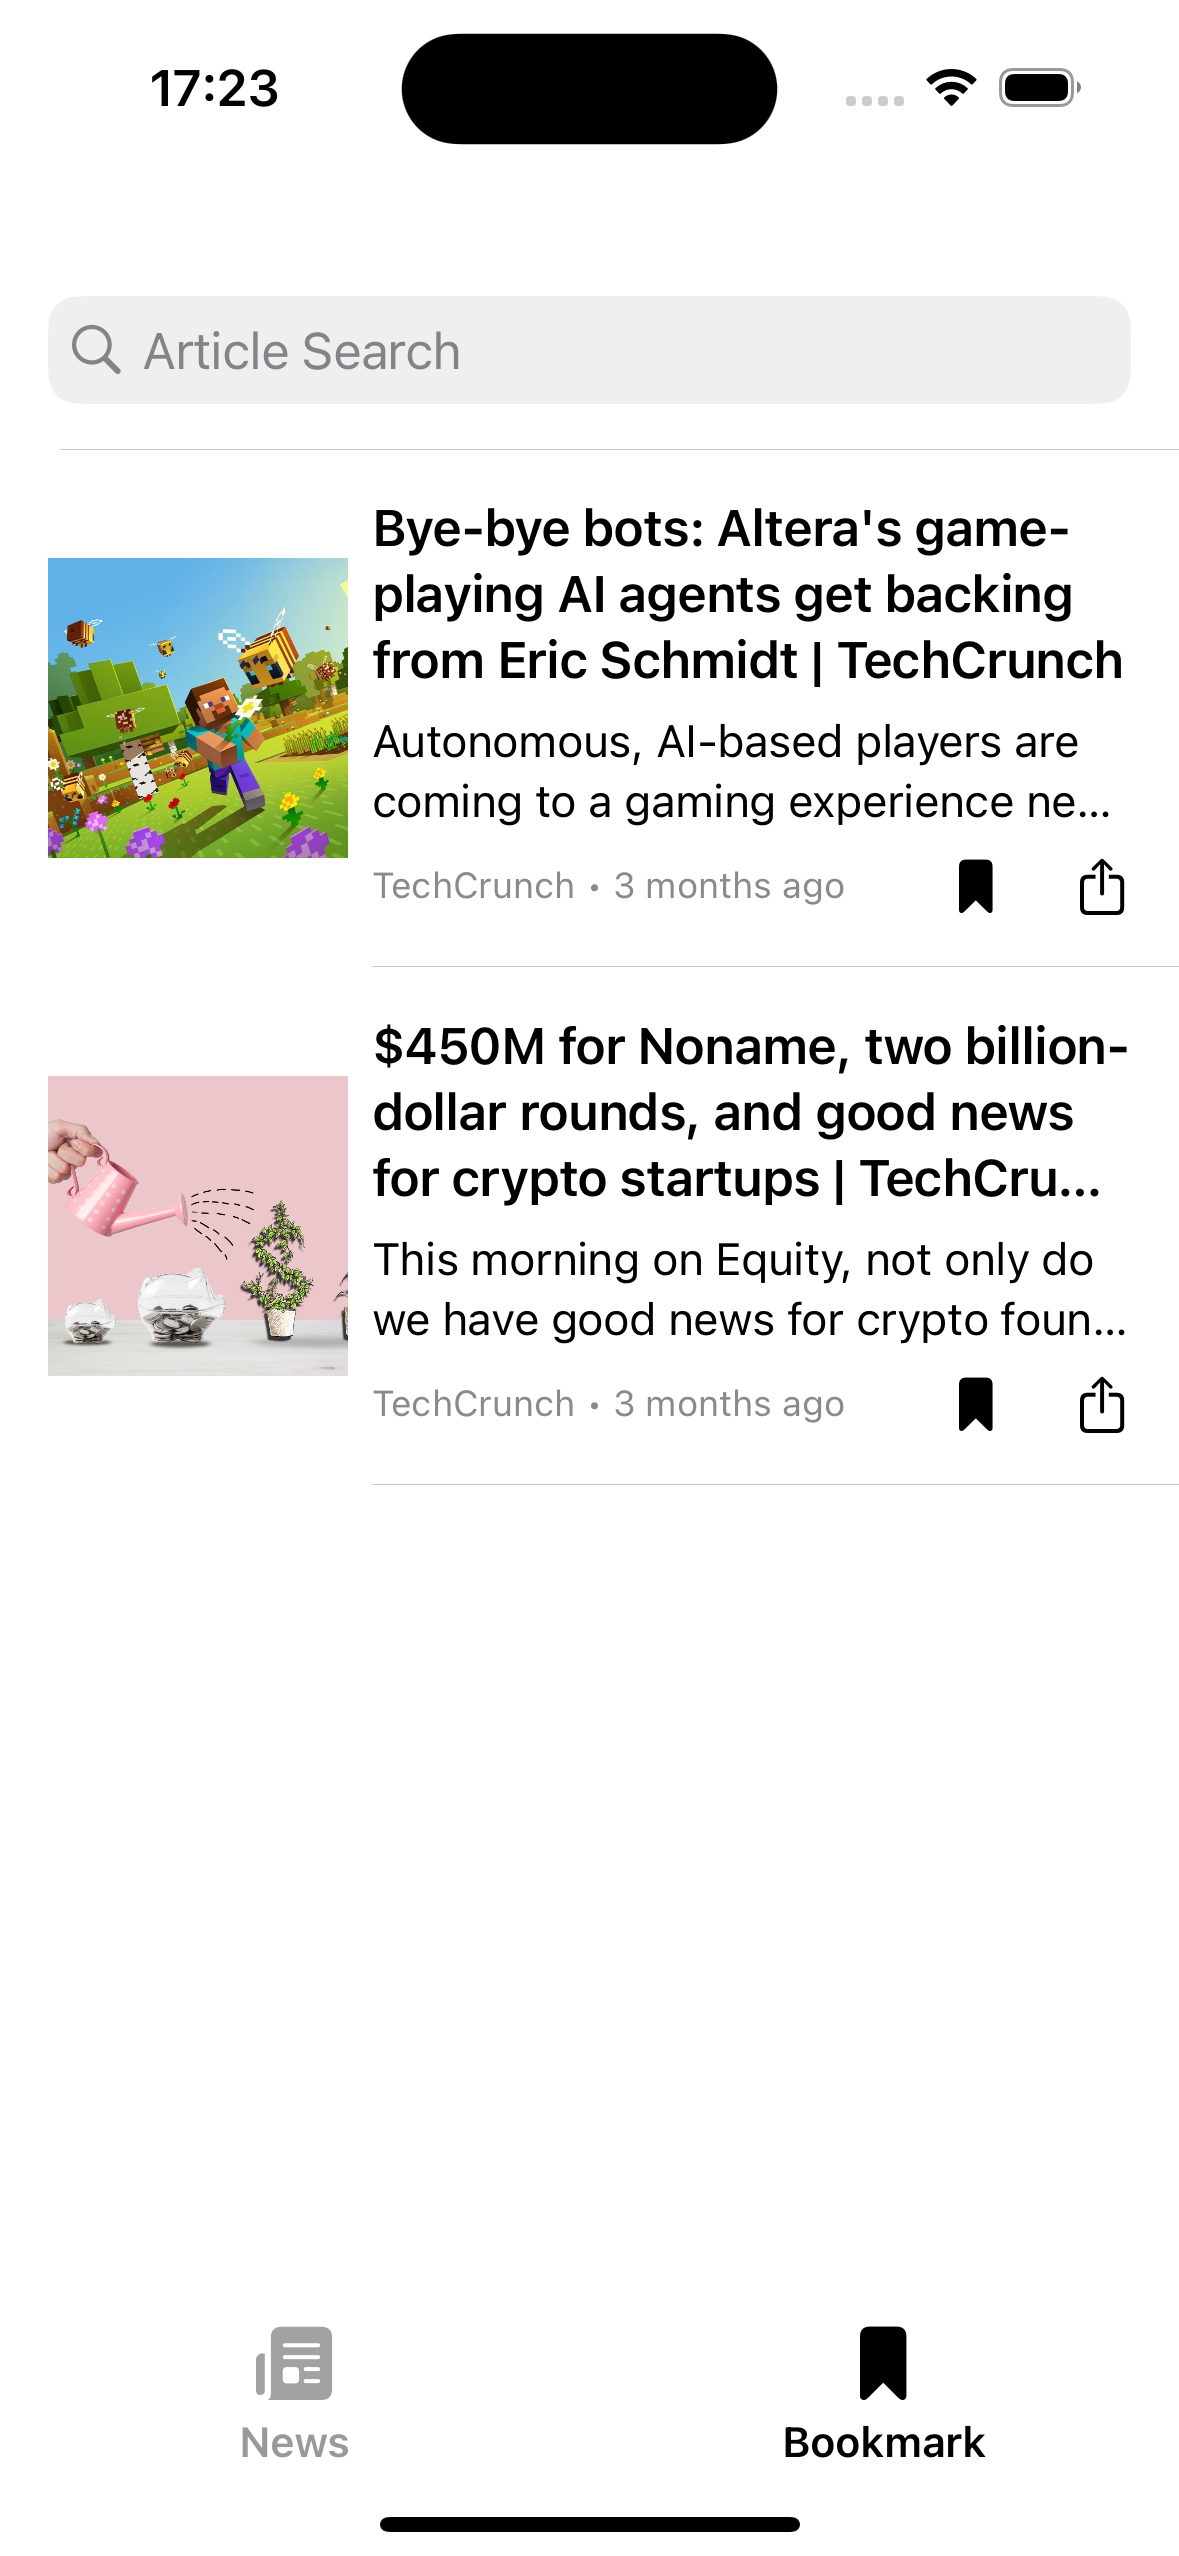 17:23
Article Search
Bye-bye bots: Altera's game-
playing AI agents get backing
from Eric Schmidt | TechCrunch
Autonomous, AI-based players are
coming to a gaming experience ne...
TechCrunch • 3 months ago
$450M for Noname, two billion-
dollar rounds, and good news
for crypto startups | TechCru...
This morning on Equity, not only do
we have good news for crypto foun...
TechCrunch • 3 months ago
News
Bookmark